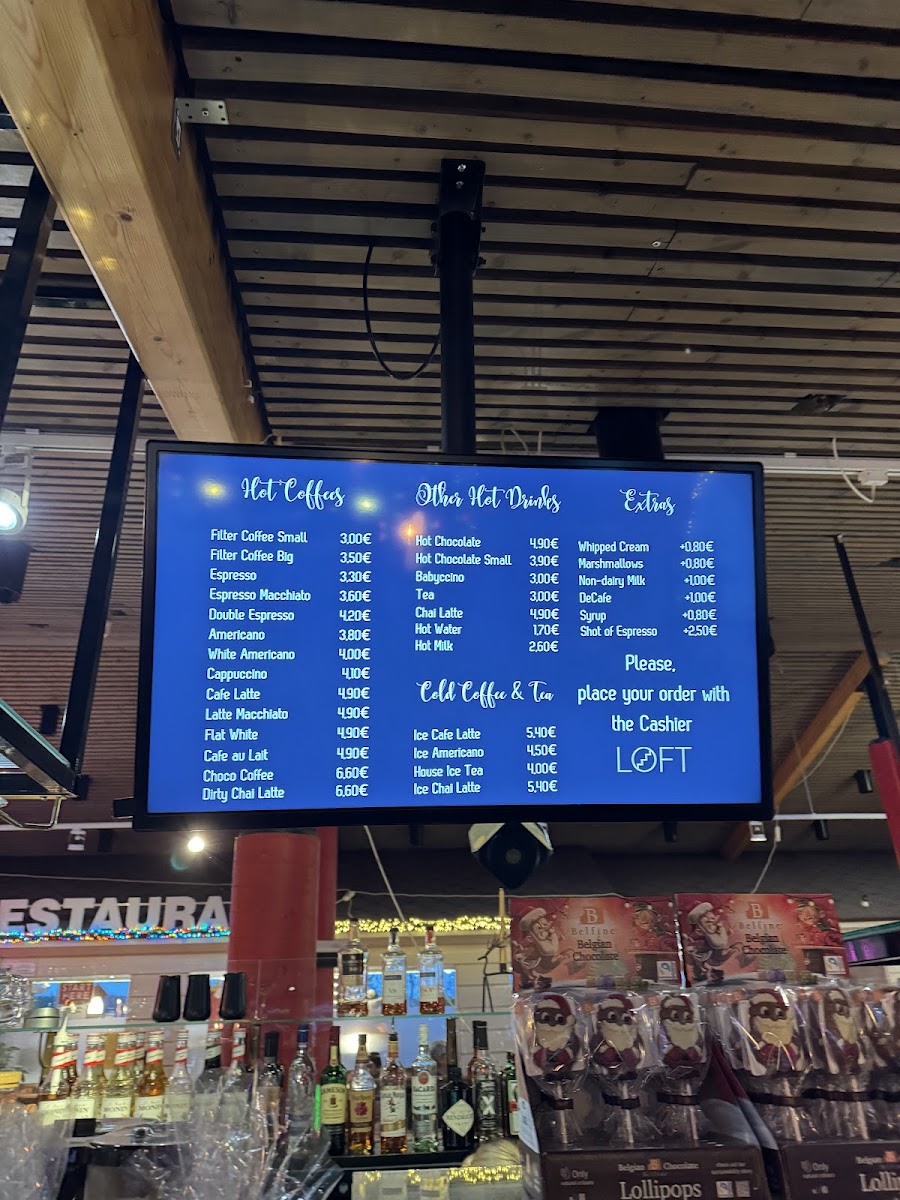 Hot Coffees
Filter Coffee Small 3,00€
Filter Coffee Big 3,50€
Espresso 3,30€
Espresso Macchiato 3,60€
Double Espresso 4,20€
Americano 3,80€
White Americano 4,00€
Cappuccino 4,10€
Cafe Latte 4,90€
Latte Macchiato 4,90€
Flat White 4,90€
Cafe au Lait 4,90€
Choco Coffee 6,60€
Dirty Chai Latte 6,60€
Other Hot Drinks
Hot Chocolate 4,90€
Hot Chocolate Small 3,90€
Babyccino 3,00€
Tea 3,00€
Chai Latte 4,90€
Hot Water 1,70€
Hot Milk 2,60€
Cold Coffee & Tea
Ice Cafe Latte 5,40€
Ice Americano 4,50€
House Ice Tea 4,00€
Ice Chai Latte 5,40€
Extras
Whipped Cream +0,80€
Marshmallows +0,80€
Non-dairy Milk +1,00€
DeCafe +1,00€
Syrup +0,80€
Shot of Espresso +2,50€
Please,
place your order with
the Cashier
LOFT
ESTAURA
B
Belfine
Belgian
Chocolate
B
Belfine
Belgian
Chocolate
MONIN
MONIN
JAMESON
Only
Belgian B Chocolate
Lollipops
Only
Belgian B
Lolli